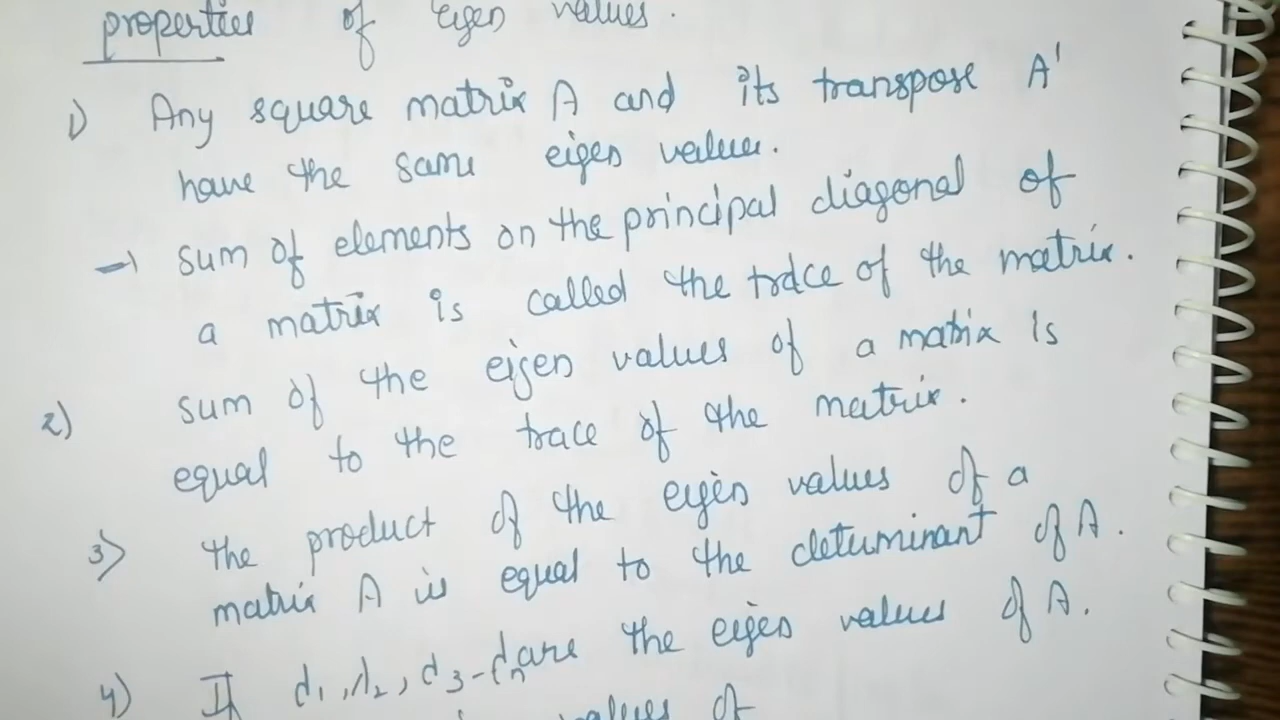 properties of eigen values.
1) Any square matrix A and its transpose A'
have the same eigen value.
→ sum of elements on the principal diagonal of
a matrix is called the trace of the matrix.
2) sum of the eigen values of a matrix is
equal to the trace of the matrix.
3) the product of the eigen values of a
matrix A is equal to the determinant of A.
4) If λ1, λ2, λ3 - λn are the eigen values of A.
values of